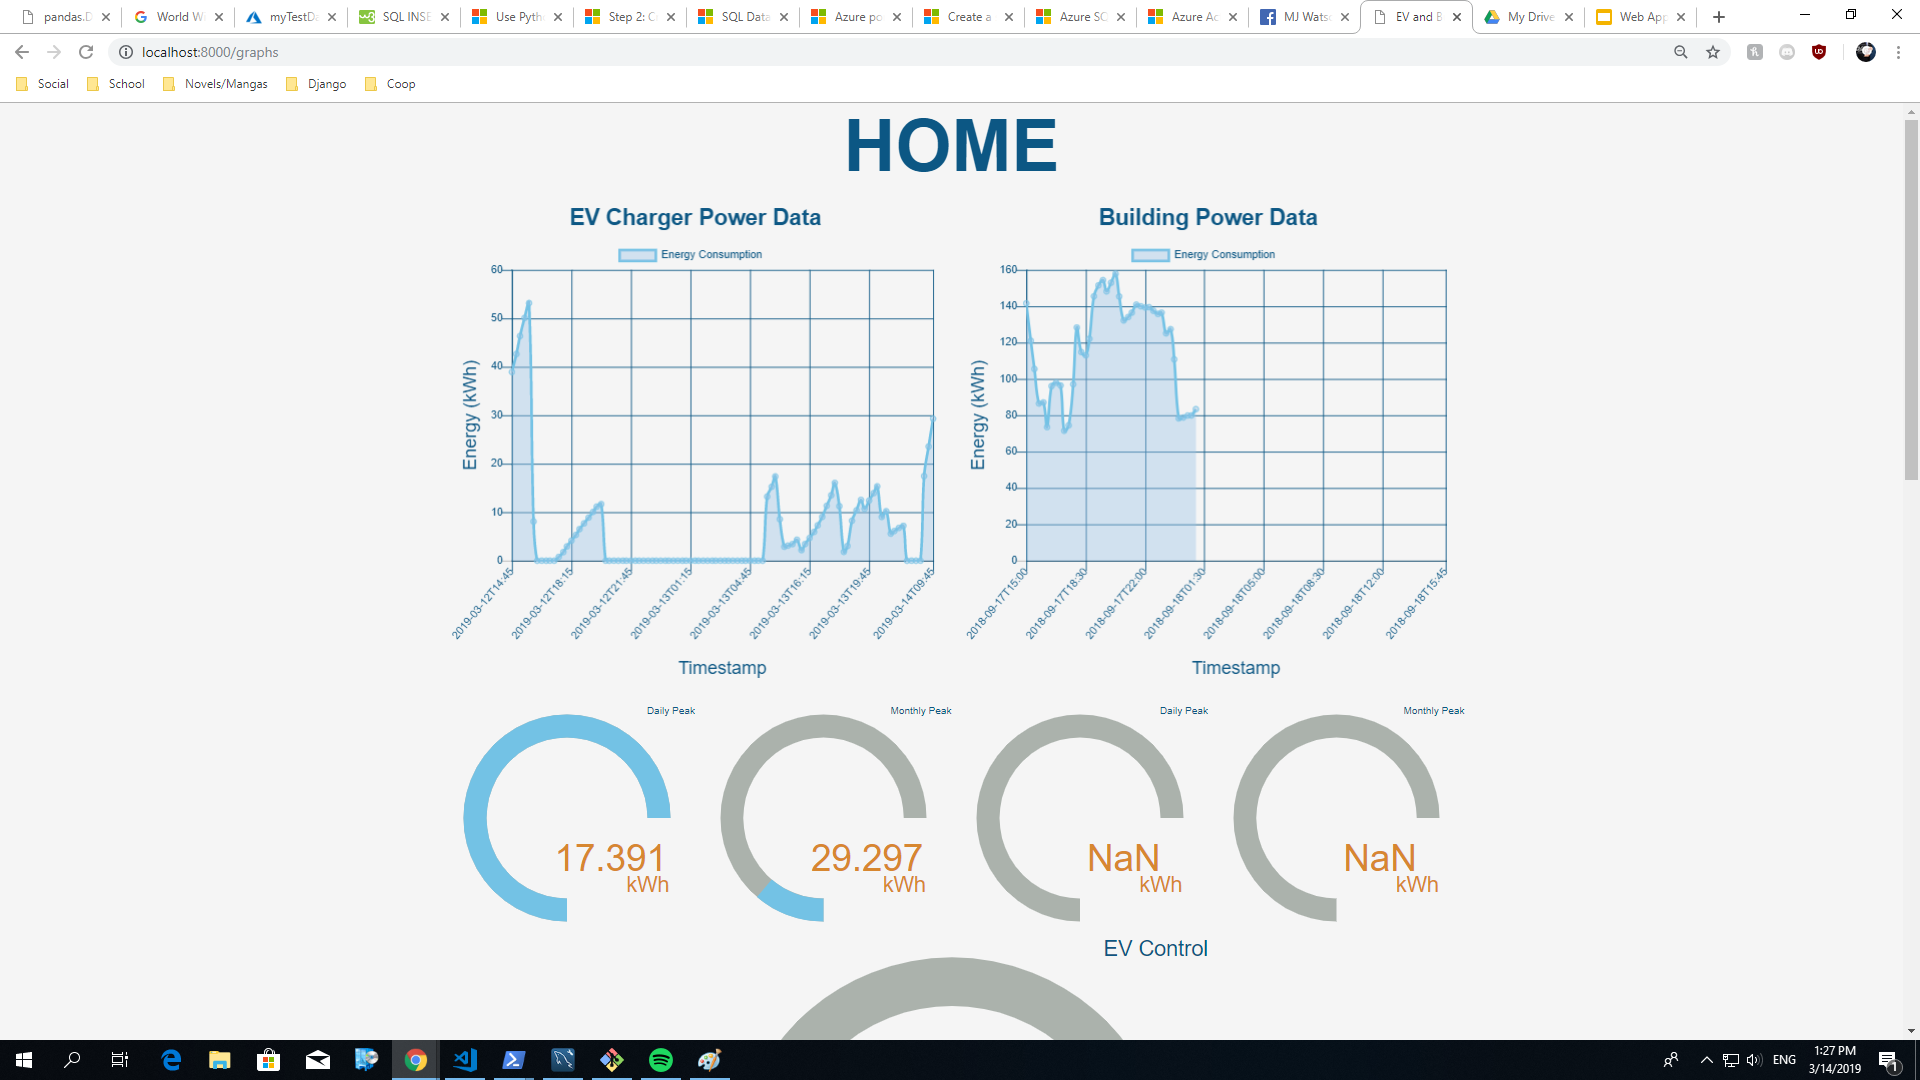 pandas.D
World Wi
myTestDa
SQL INSE
Use Pyth
Step 2: C
SQL Data
Azure po
Create a
Azure SQ
Azure Ac
MJ Wats
EV and B
My Drive
Web App
localhost:8000/graphs
Social
School
Novels/Mangas
Django
Coop
HOME
EV Charger Power Data
Energy Consumption
60
50
40
30
20
10
0
Energy (kWh)
2019-03-12T14:45
2019-03-12T18:15
2019-03-12T21:45
2019-03-13T01:15
2019-03-13T04:45
2019-03-13T16:15
2019-03-13T19:45
2019-03-14T09:45
Timestamp
Building Power Data
Energy Consumption
160
140
120
100
80
60
40
20
0
Energy (kWh)
2018-09-17T15:00
2018-09-17T18:30
2018-09-17T22:00
2018-09-18T01:30
2018-09-18T05:00
2018-09-18T08:30
2018-09-18T12:00
2018-09-18T15:45
Timestamp
Daily Peak
17.391
kWh
Monthly Peak
29.297
kWh
Daily Peak
NaN
kWh
Monthly Peak
NaN
kWh
EV Control
ENG
1:27 PM
3/14/2019
1